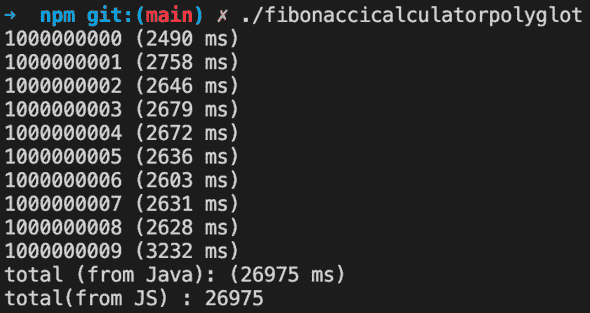 ➜ npm git:(main) ✗ ./fibonaccicalculatorpolyglot
1000000000 (2490 ms)
1000000001 (2758 ms)
1000000002 (2646 ms)
1000000003 (2679 ms)
1000000004 (2672 ms)
1000000005 (2636 ms)
1000000006 (2603 ms)
1000000007 (2631 ms)
1000000008 (2628 ms)
1000000009 (3232 ms)
total (from Java): (26975 ms)
total(from JS) : 26975